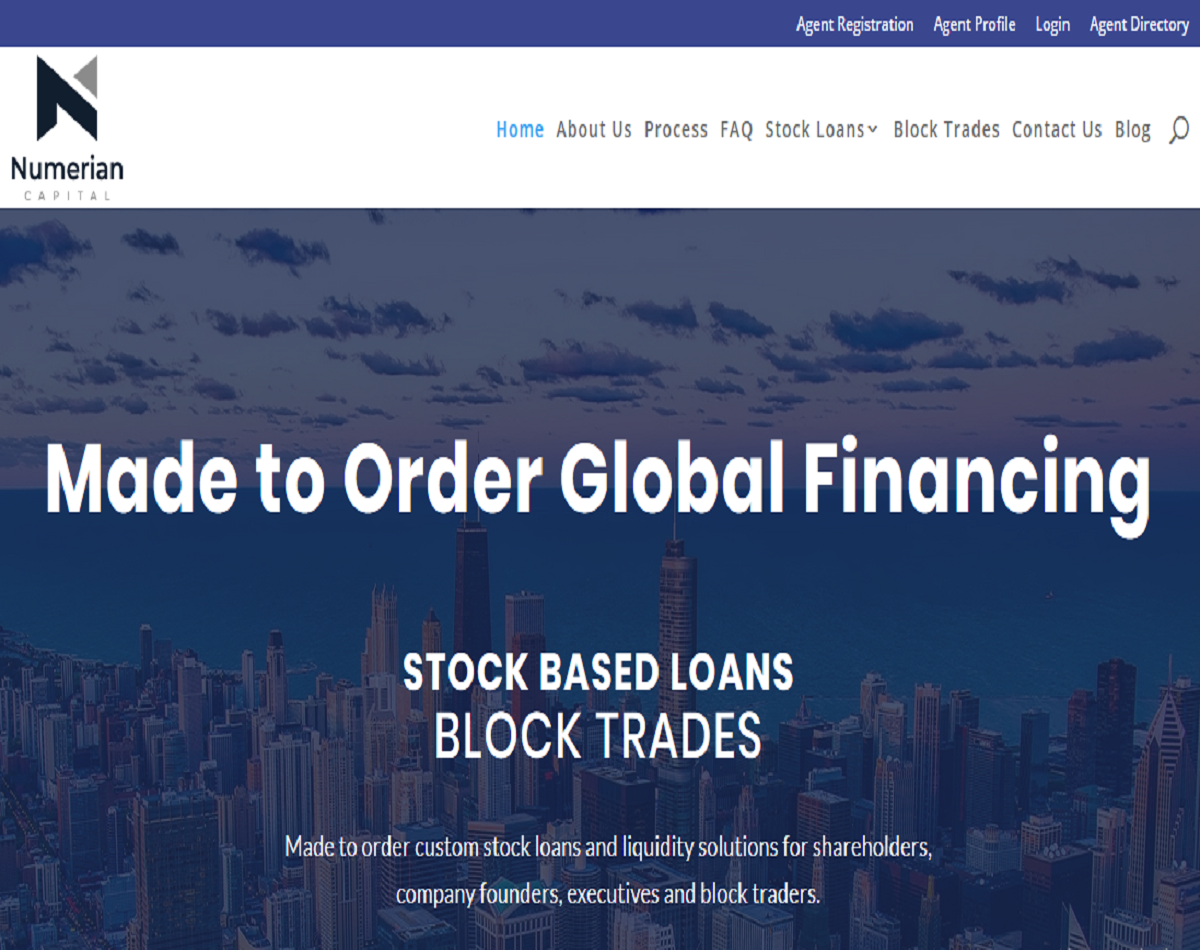 Agent Registration Agent Profile Login Agent Directory
Numerian
CAPITAL
Home About Us Process FAQ Stock Loans Block Trades Contact Us Blog
Made to Order Global Financing
STOCK BASED LOANS
BLOCK TRADES
Made to order custom stock loans and liquidity solutions for shareholders,
company founders, executives and block traders.